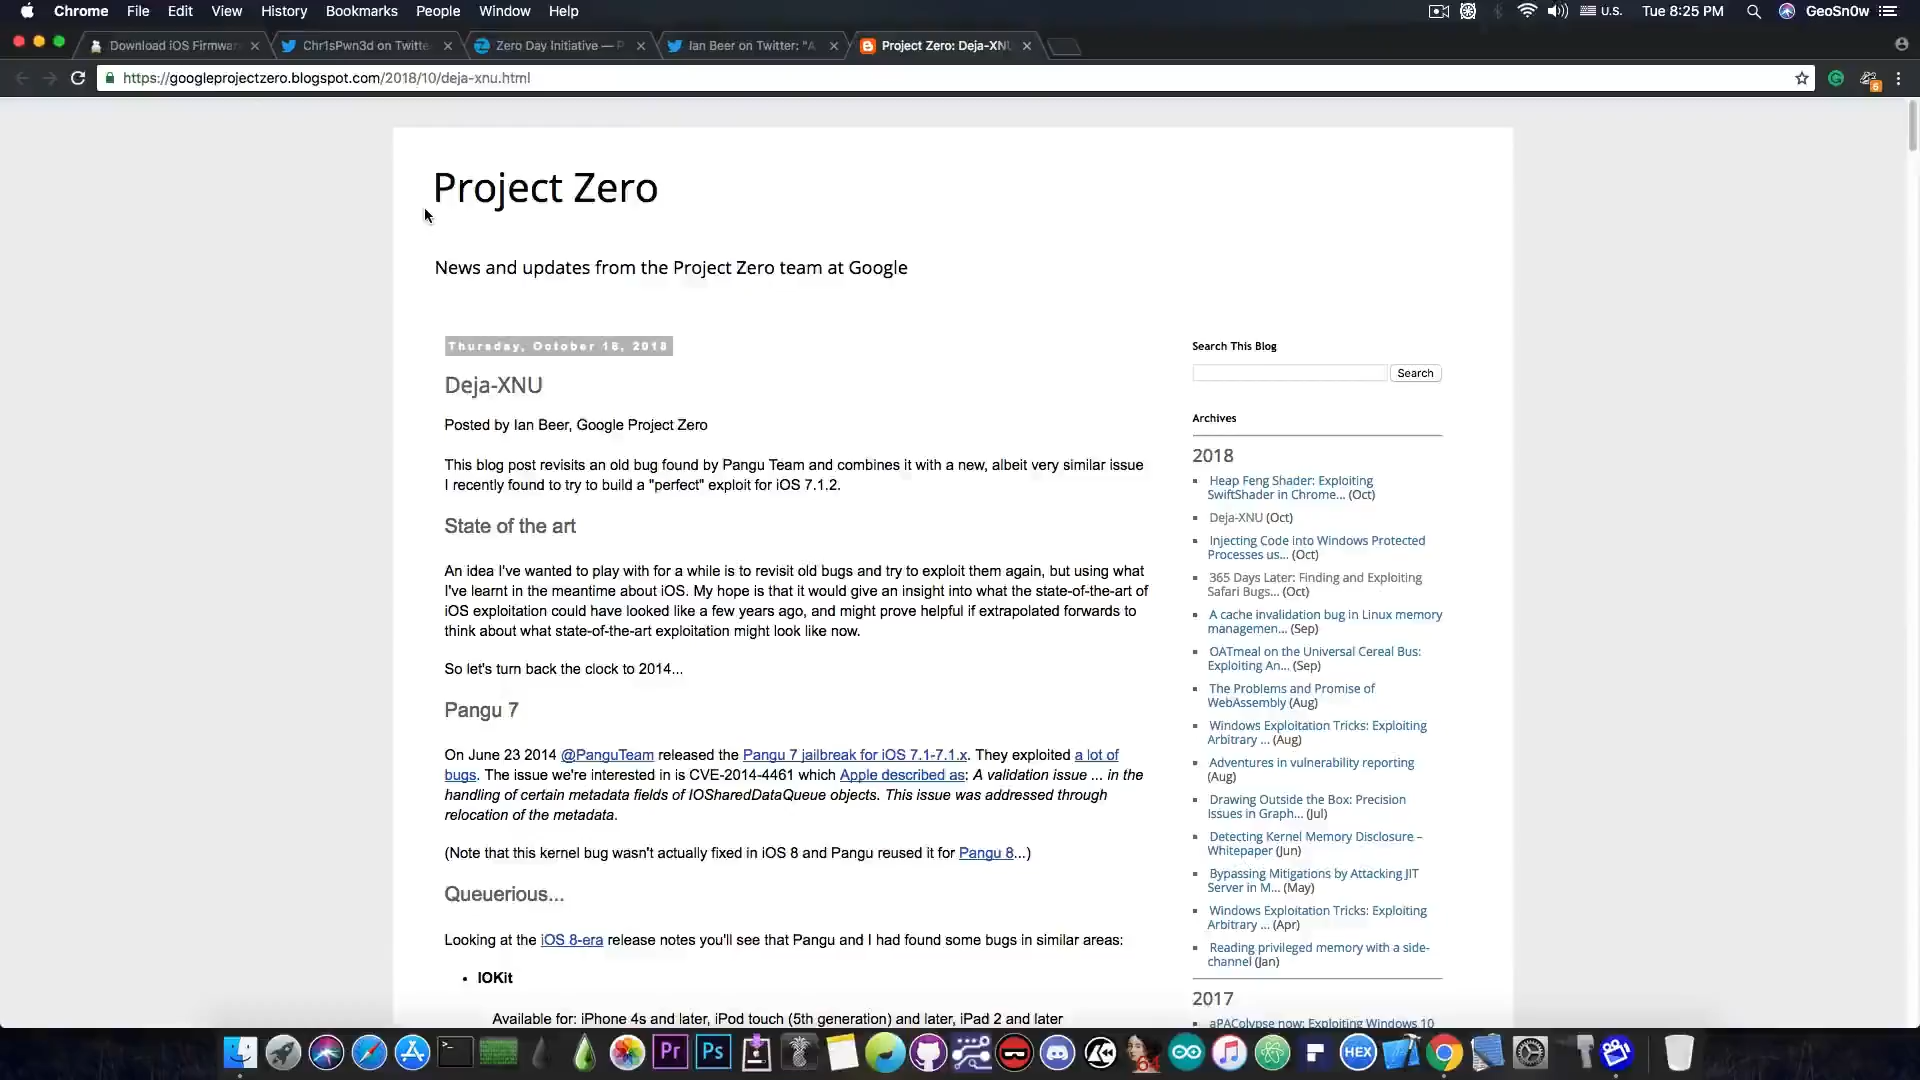 Chrome File Edit View History Bookmarks People Window Help
U.S. Tue 8:25 PM GeoSn0w
Download iOS Firmwar
Chr1sPwn3d on Twitte
Zero Day Initiative — P
Ian Beer on Twitter: "A
Project Zero: Deja-XNU
https://googleprojectzero.blogspot.com/2018/10/deja-xnu.html
6
Project Zero
News and updates from the Project Zero team at Google
Thursday, October 18, 2018
Deja-XNU
Posted by Ian Beer, Google Project Zero
This blog post revisits an old bug found by Pangu Team and combines it with a new, albeit very similar issue
I recently found to try to build a "perfect" exploit for iOS 7.1.2.
State of the art
An idea I've wanted to play with for a while is to revisit old bugs and try to exploit them again, but using what
I've learnt in the meantime about iOS. My hope is that it would give an insight into what the state-of-the-art of
iOS exploitation could have looked like a few years ago, and might prove helpful if extrapolated forwards to
think about what state-of-the-art exploitation might look like now.
So let's turn back the clock to 2014...
Pangu 7
On June 23 2014 @PanguTeam released the Pangu 7 jailbreak for iOS 7.1-7.1.x. They exploited a lot of
bugs. The issue we're interested in is CVE-2014-4461 which Apple described as: A validation issue ... in the
handling of certain metadata fields of IOSharedDataQueue objects. This issue was addressed through
relocation of the metadata.
(Note that this kernel bug wasn't actually fixed in iOS 8 and Pangu reused it for Pangu 8...)
Queuerious...
Looking at the iOS 8-era release notes you'll see that Pangu and I had found some bugs in similar areas:
• IOKit
Available for: iPhone 4s and later, iPod touch (5th generation) and later, iPad 2 and later
Search This Blog
Search
Archives
2018
Heap Feng Shader: Exploiting
SwiftShader in Chrome... (Oct)
Deja-XNU (Oct)
Injecting Code into Windows Protected
Processes us... (Oct)
365 Days Later: Finding and Exploiting
Safari Bugs... (Oct)
A cache invalidation bug in Linux memory
managemen... (Sep)
OATmeal on the Universal Cereal Bus:
Exploiting An... (Sep)
The Problems and Promise of
WebAssembly (Aug)
Windows Exploitation Tricks: Exploiting
Arbitrary ... (Aug)
Adventures in vulnerability reporting
(Aug)
Drawing Outside the Box: Precision
Issues in Graph... (Jul)
Detecting Kernel Memory Disclosure –
Whitepaper (Jun)
Bypassing Mitigations by Attacking JIT
Server in M... (May)
Windows Exploitation Tricks: Exploiting
Arbitrary ... (Apr)
Reading privileged memory with a side-
channel (Jan)
2017
aPAColypse now: Exploiting Windows 10
Pr Ps 64 HEX